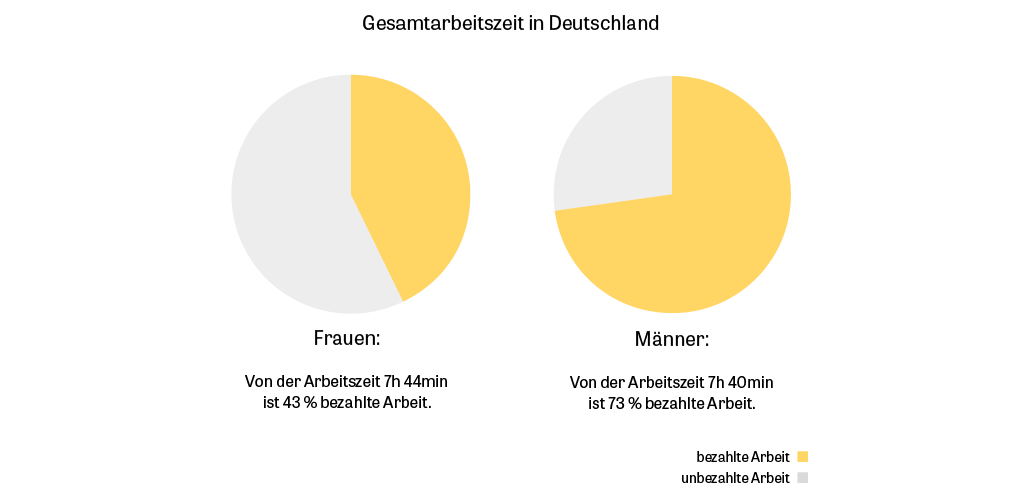 Gesamtarbeitszeit in Deutschland
Frauen:
Von der Arbeitszeit 7h 44min
ist 43 % bezahlte Arbeit.
Männer:
Von der Arbeitszeit 7h 40min
ist 73 % bezahlte Arbeit.
bezahlte Arbeit
unbezahlte Arbeit